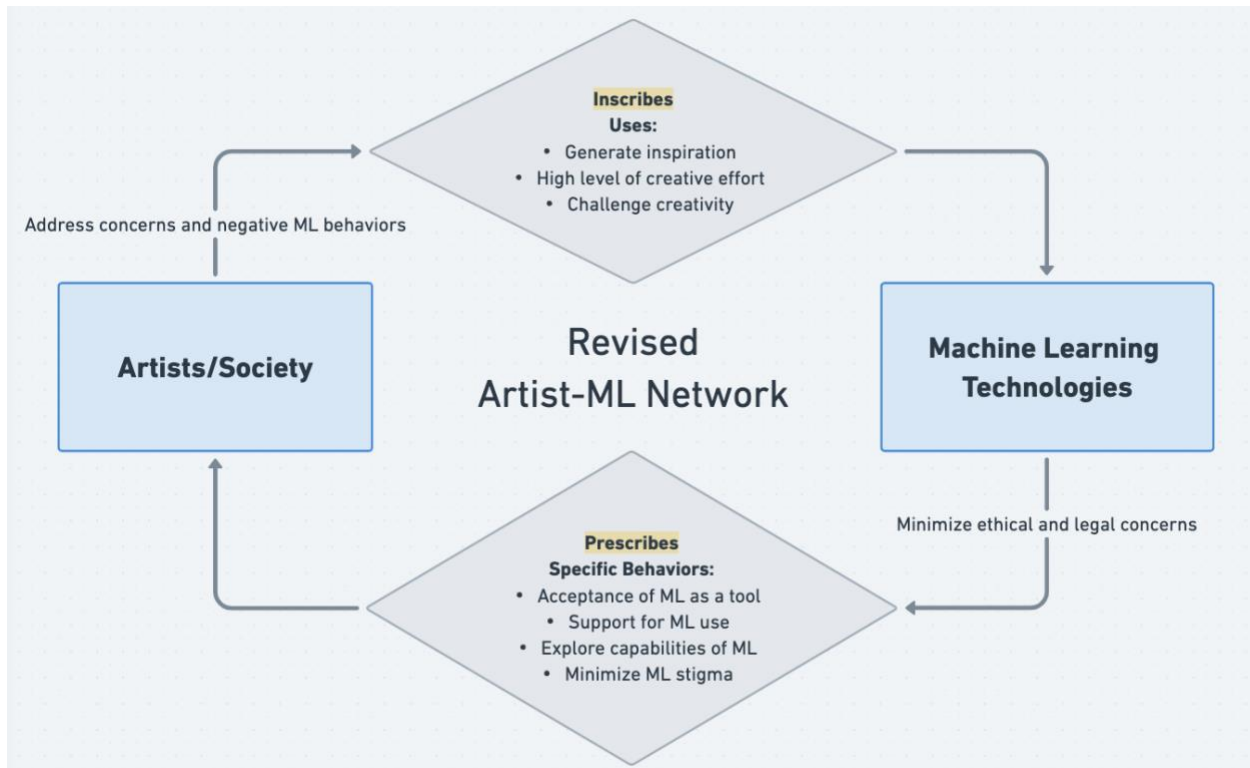 Inscribes
Uses:
• Generate inspiration
• High level of creative effort
• Challenge creativity
Address concerns and negative ML behaviors
Artists/Society
Revised
Artist-ML Network
Machine Learning
Technologies
Minimize ethical and legal concerns
Prescribes
Specific Behaviors:
• Acceptance of ML as a tool
• Support for ML use
• Explore capabilities of ML
• Minimize ML stigma